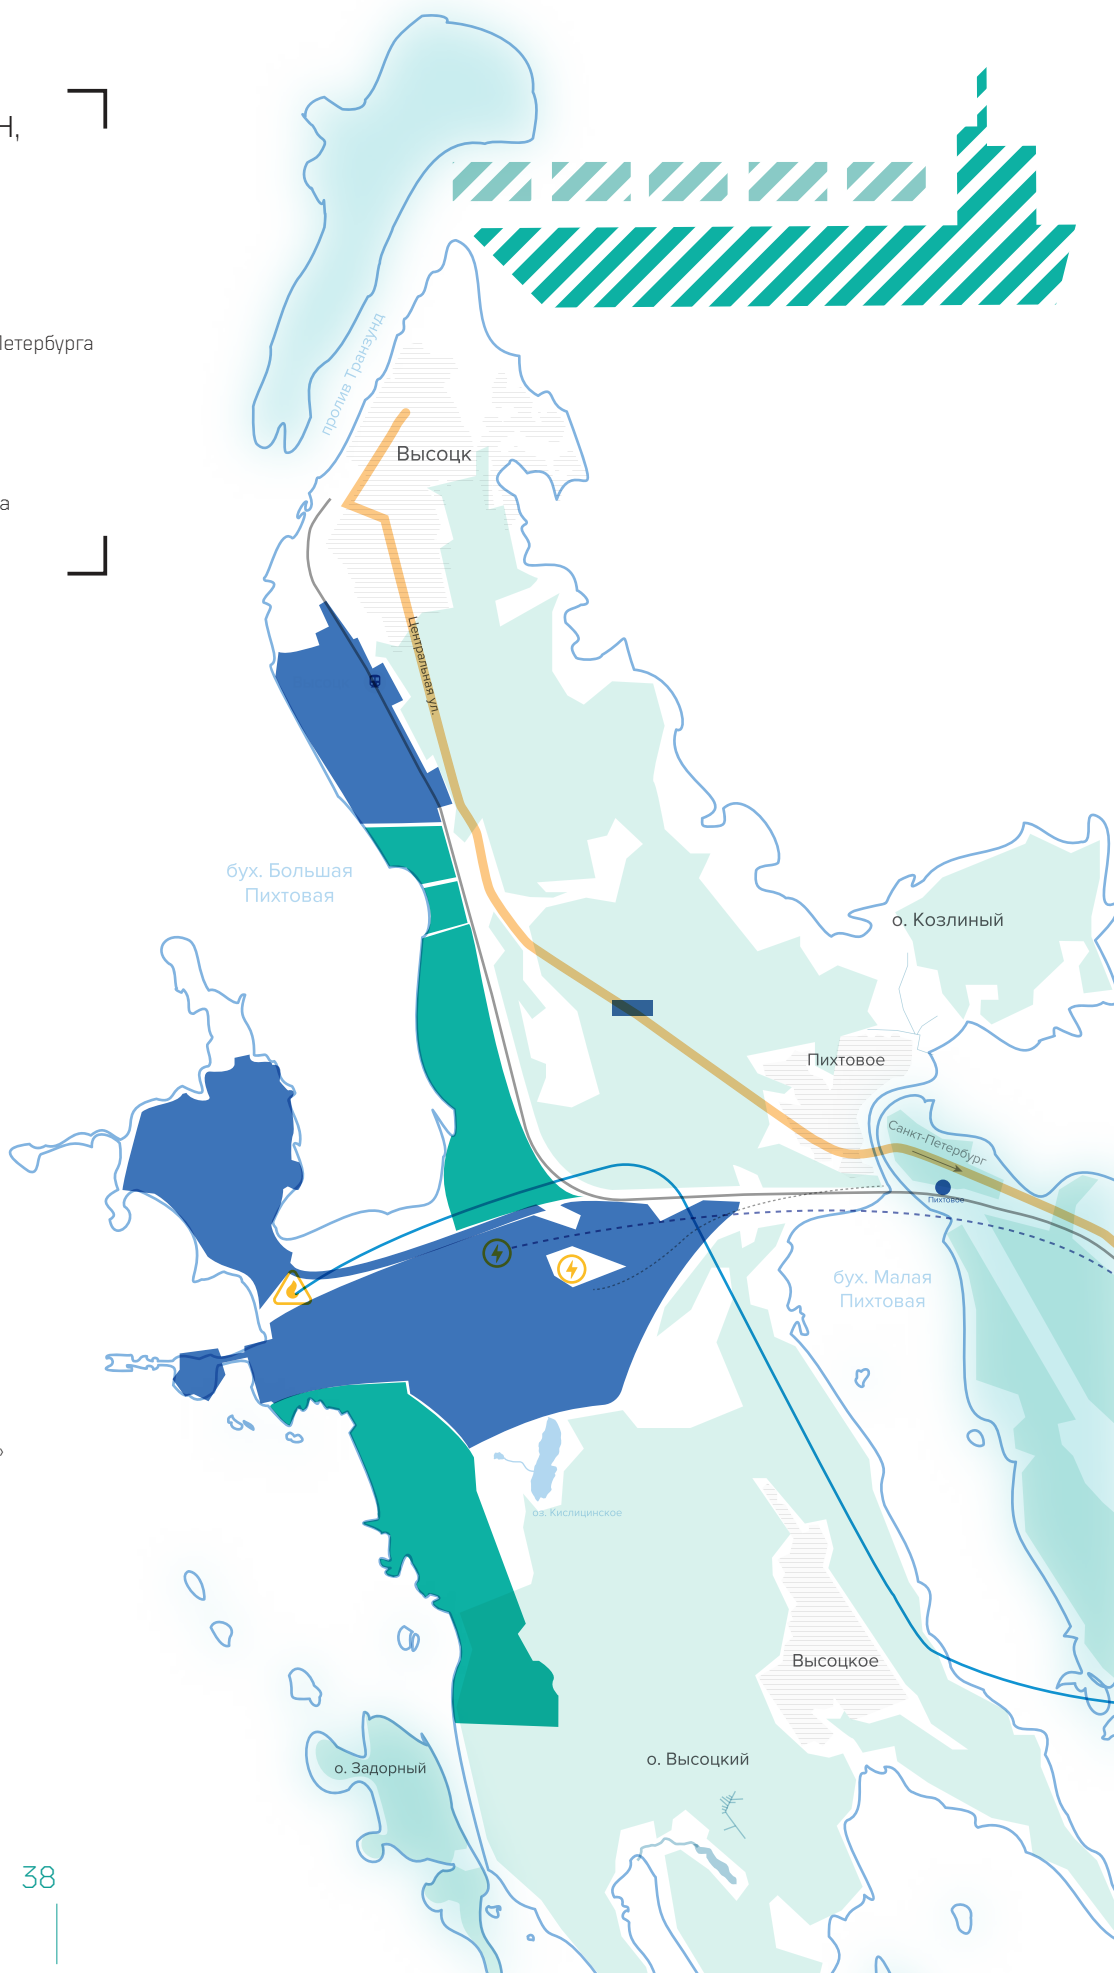 Н,
Петербурга
а
»
пролив Транзунд
Высоцк
Центральная ул.
бух. Большая
Пихтовая
о. Козлиный
Пихтовое
Санкт-Петербург
Пихтовое
бух. Малая
Пихтовая
оз. Кислицинское
Высоцкое
о. Высоцкий
о. Задорный
38